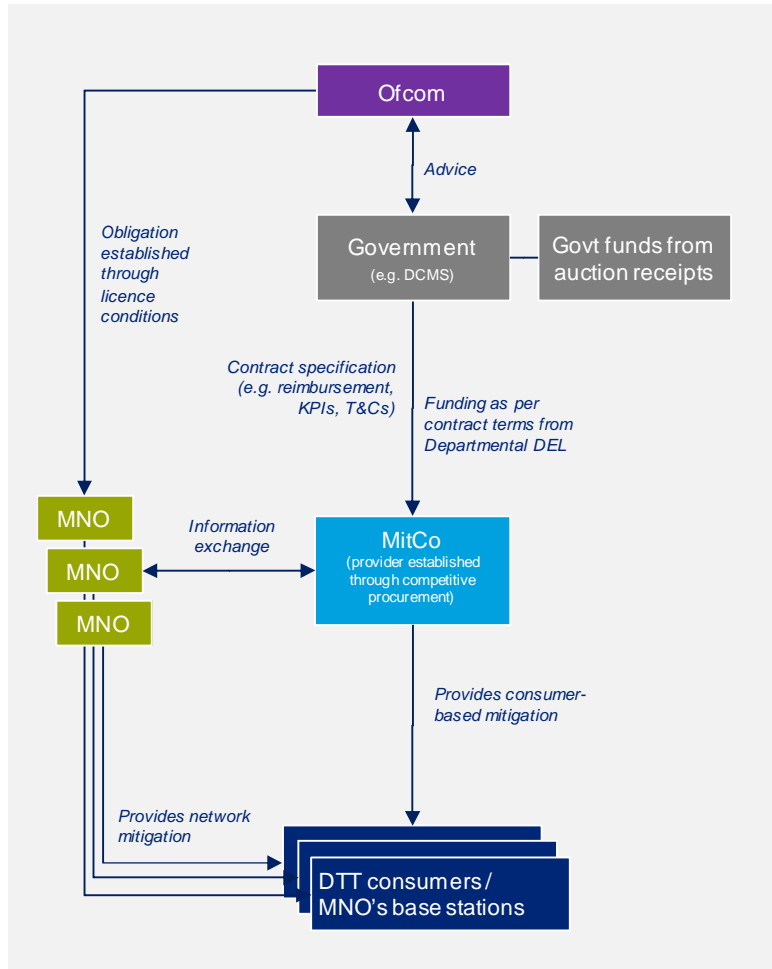 Ofcom
Advice
Obligation
established
through
licence
conditions
Government
(e.g. DCMS)
Govt funds from
auction receipts
Contract specification
(e.g. reimbursement,
KPIs, T&Cs)
Funding as per
contract terms from
Departmental DEL
MNO
MNO
MNO
Information
exchange
MitCo
(provider established
through competitive
procurement)
Provides consumer-
based mitigation
Provides network
mitigation
DTT consumers /
MNO's base stations